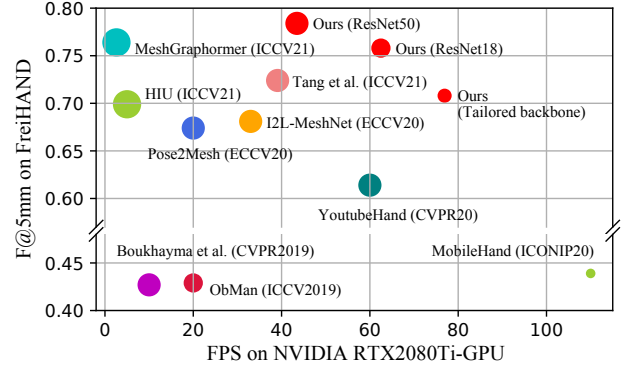 0.80
Ours (ResNet50)
MeshGraphormer (ICCV21)
Ours (ResNet18)
0.75
Tang et al. (ICCV21)
HIU (ICCV21)
Ours
(Tailored backbone)
0.70
I2L-MeshNet (ECCV20)
Pose2Mesh (ECCV20)
0.65
0.60
YoutubeHand (CVPR20)
F@5mm on FreiHAND
Boukhayma et al. (CVPR2019)
MobileHand (ICONIP20)
0.45
ObMan (ICCV2019)
0.40
0 20 40 60 80 100
FPS on NVIDIA RTX2080Ti-GPU